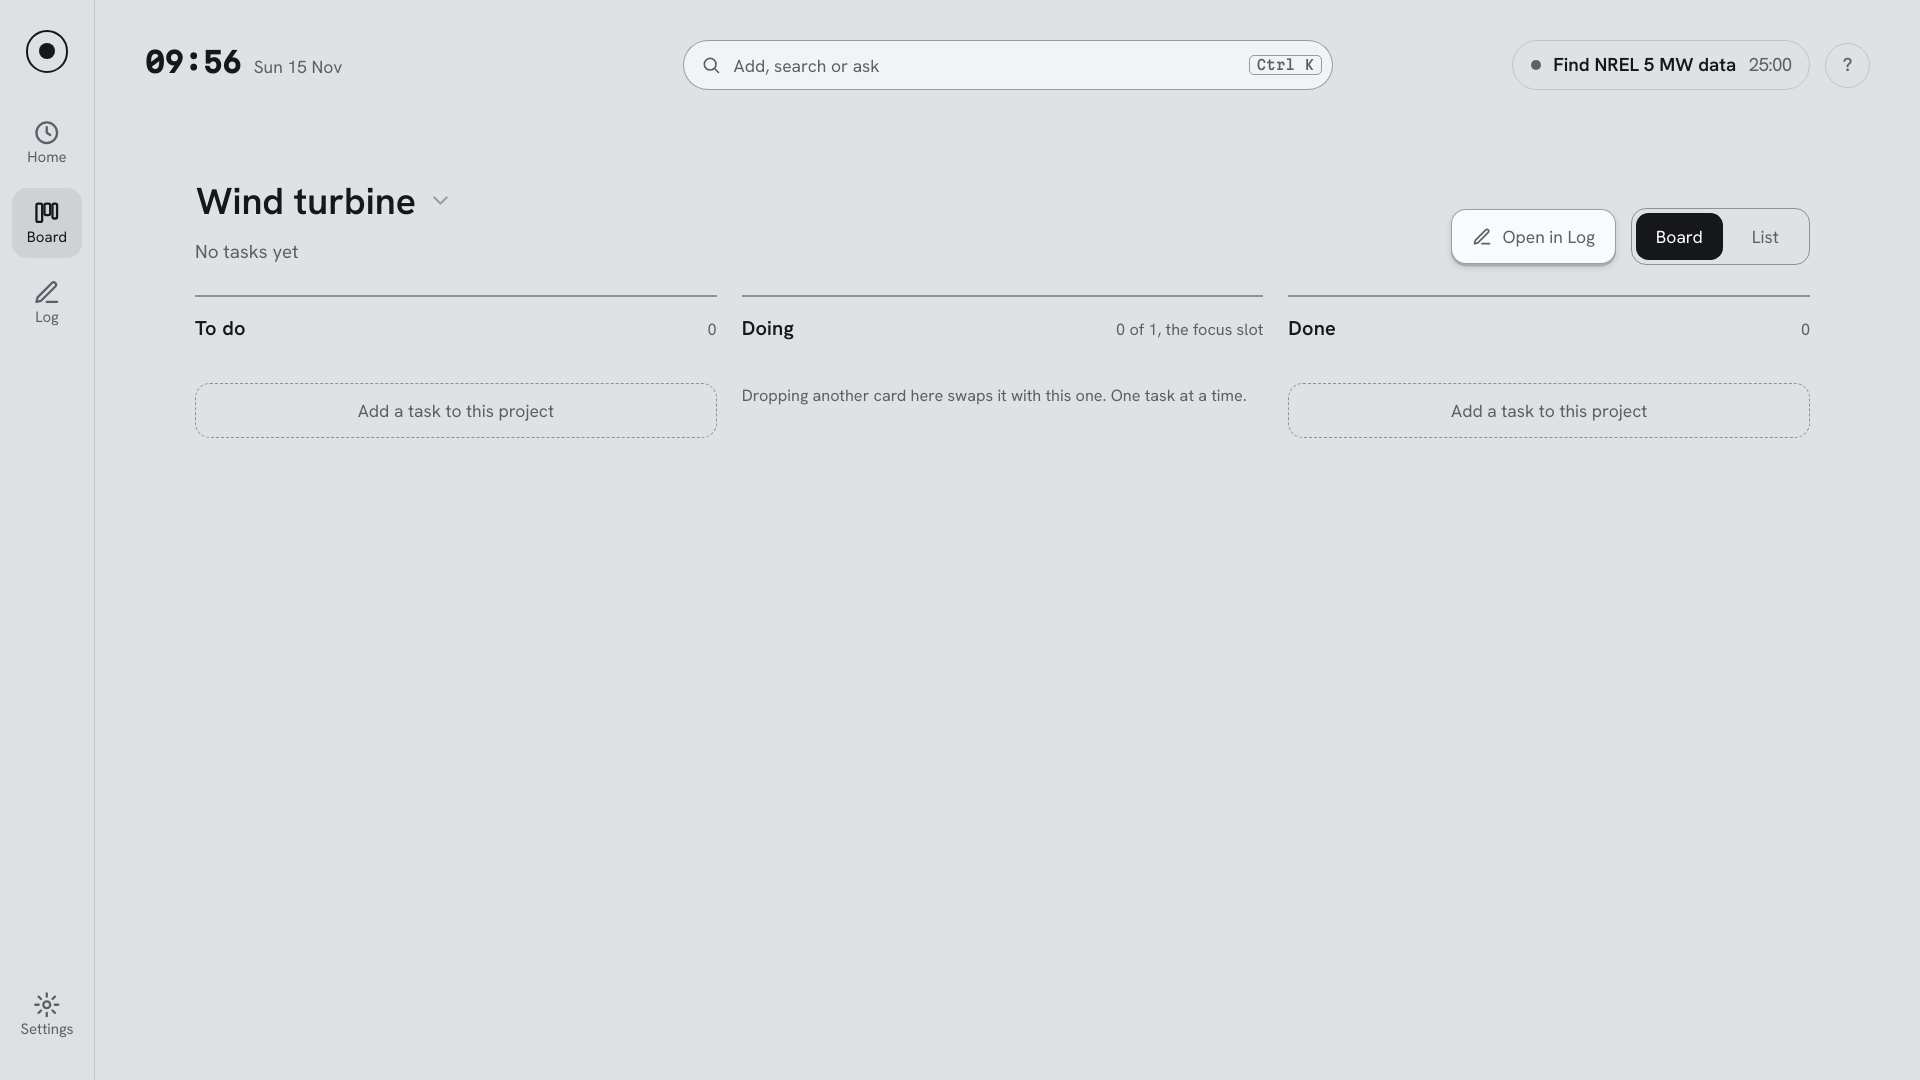 09:56 Sun 15 Nov
Add, search or ask
Ctrl K
Find NREL 5 MW data 25:00
?
Home
Board
Log
Settings
Wind turbine
No tasks yet
Open in Log
Board
List
To do
0
Add a task to this project
Doing
0 of 1, the focus slot
Dropping another card here swaps it with this one. One task at a time.
Done
0
Add a task to this project